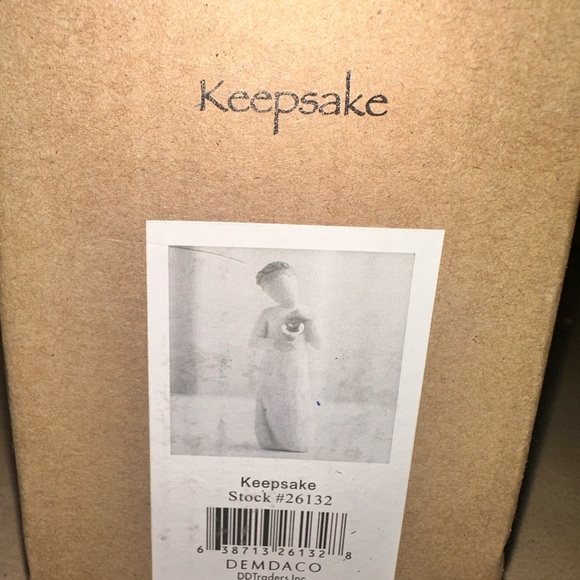 Keepsake
Keepsake
Stock #26132
6 38713 26132 8
DEMDACO
DDTraders Inc